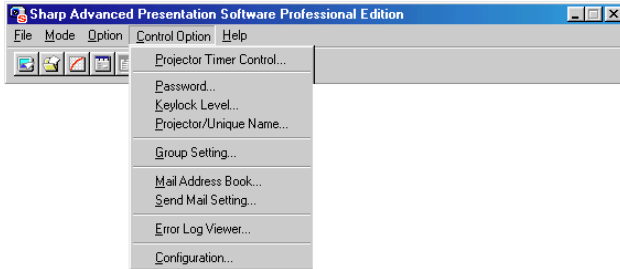 Sharp Advanced Presentation Software Professional Edition
File Mode Option Control Option Help
Projector Timer Control...
Password...
Keylock Level...
Projector/Unique Name...
Group Setting...
Mail Address Book...
Send Mail Setting...
Error Log Viewer...
Configuration...